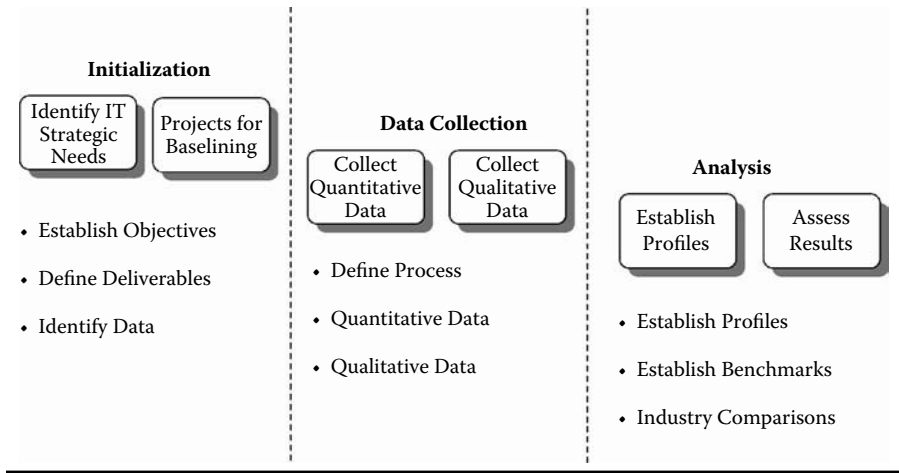 Initialization
Identify IT
Strategic
Needs
Projects for
Baselining
• Establish Objectives
• Define Deliverables
• Identify Data
Data Collection
Collect
Quantitative
Data
Collect
Qualitative
Data
• Define Process
• Quantitative Data
• Qualitative Data
Analysis
Establish
Profiles
Assess
Results
• Establish Profiles
• Establish Benchmarks
• Industry Comparisons